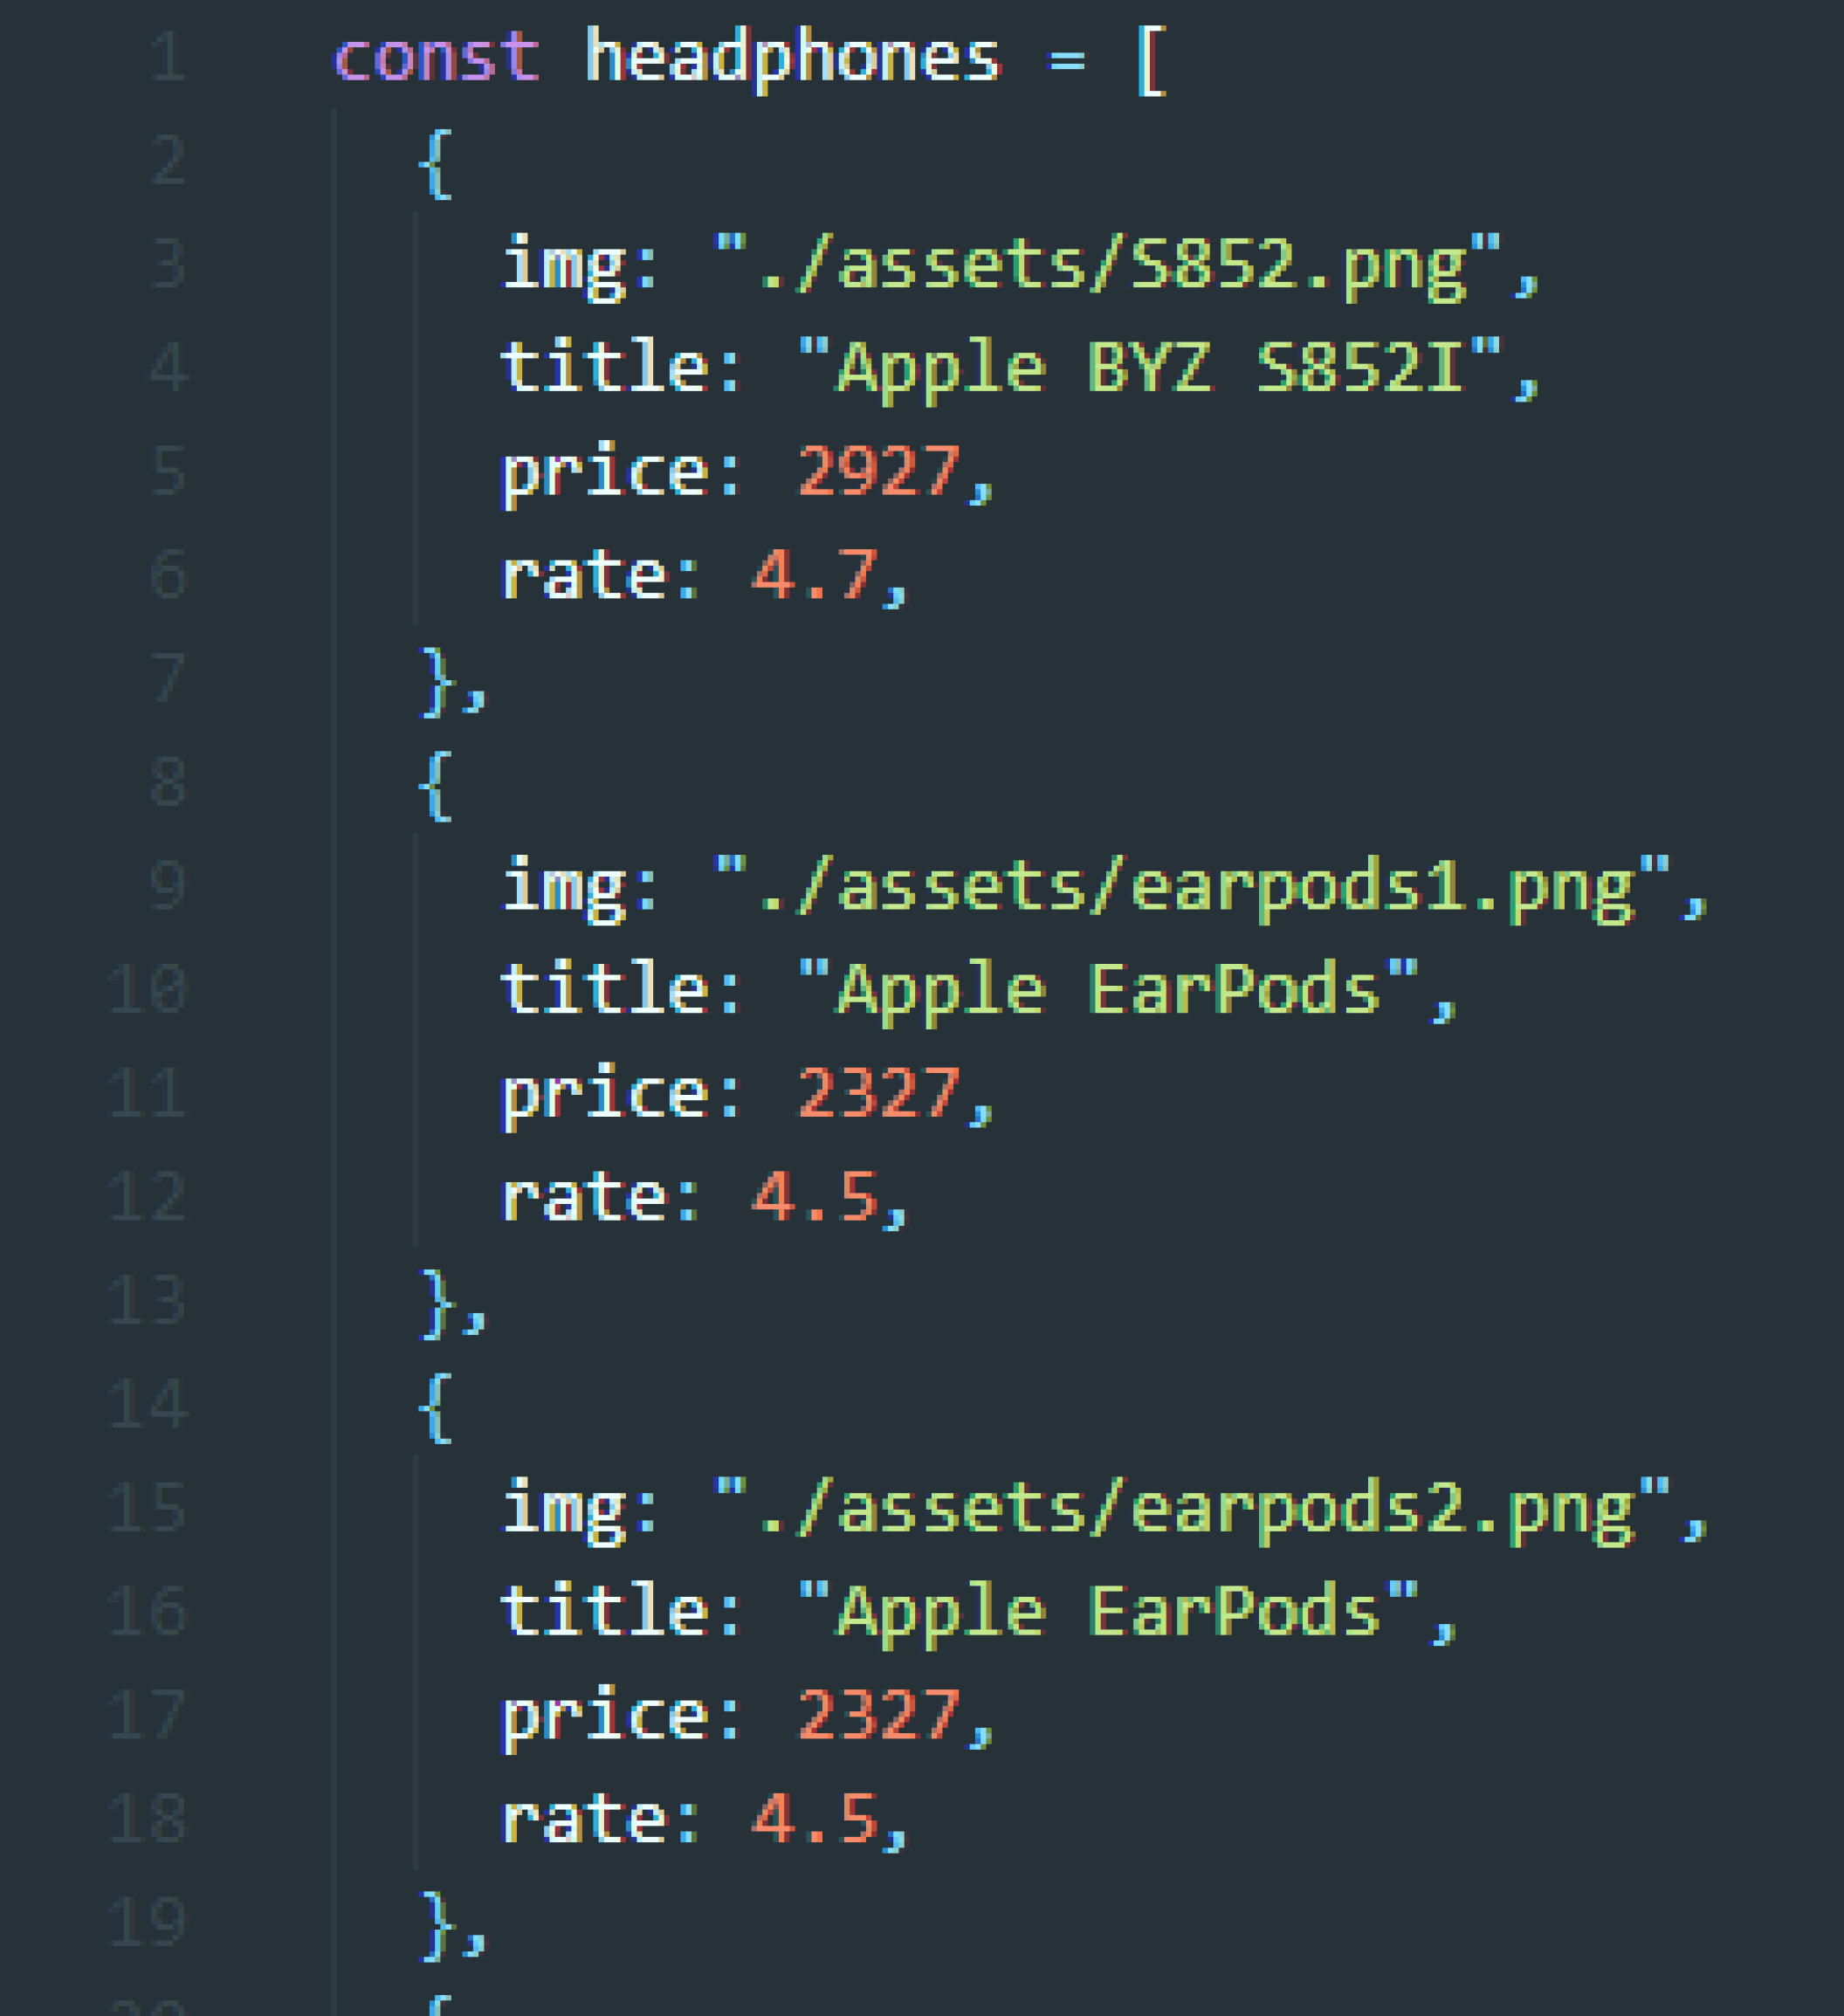 1 const headphones = [
2 {
3 img: "./assets/S852.png",
4 title: "Apple BYZ S852I",
5 price: 2927,
6 rate: 4.7,
7 },
8 {
9 img: "./assets/earpods1.png",
10 title: "Apple EarPods",
11 price: 2327,
12 rate: 4.5,
13 },
14 {
15 img: "./assets/earpods2.png",
16 title: "Apple EarPods",
17 price: 2327,
18 rate: 4.5,
19 },
20 {